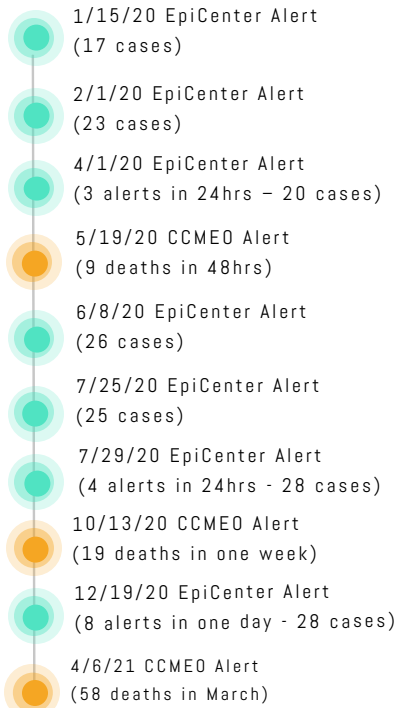 1/15/20 EpiCenter Alert
(17 cases)
2/1/20 EpiCenter Alert
(23 cases)
4/1/20 EpiCenter Alert
(3 alerts in 24hrs – 20 cases)
5/19/20 CCMEO Alert
(9 deaths in 48hrs)
6/8/20 EpiCenter Alert
(26 cases)
7/25/20 EpiCenter Alert
(25 cases)
7/29/20 EpiCenter Alert
(4 alerts in 24hrs - 28 cases)
10/13/20 CCMEO Alert
(19 deaths in one week)
12/19/20 EpiCenter Alert
(8 alerts in one day - 28 cases)
4/6/21 CCMEO Alert
(58 deaths in March)